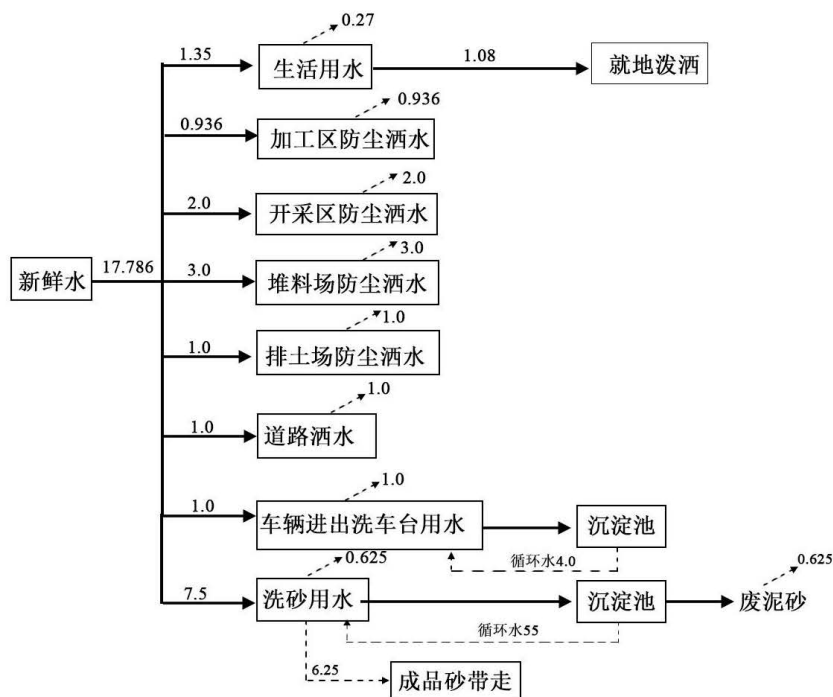 0.27
1.35
生活用水
1.08
就地泼洒
0.936
0.936
加工区防尘洒水
2.0
2.0
开采区防尘洒水
3.0
新鲜水
17.786
3.0
堆料场防尘洒水
1.0
1.0
排土场防尘洒水
1.0
1.0
道路洒水
1.0
1.0
车辆进出洗车台用水
沉淀池
循环水4.0
0.625
7.5
洗砂用水
沉淀池
0.625
废泥砂
循环水55
6.25
成品砂带走